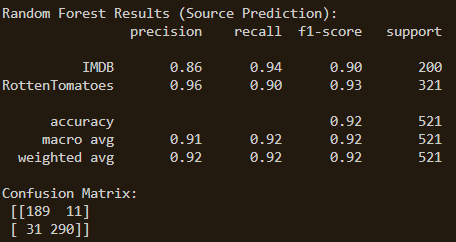 Random Forest Results (Source Prediction):
precision recall f1-score support
IMDB 0.86 0.94 0.90 200
RottenTomatoes 0.96 0.90 0.93 321
accuracy 0.92 521
macro avg 0.91 0.92 0.92 521
weighted avg 0.92 0.92 0.92 521
Confusion Matrix:
[[189 11]
[ 31 290]]